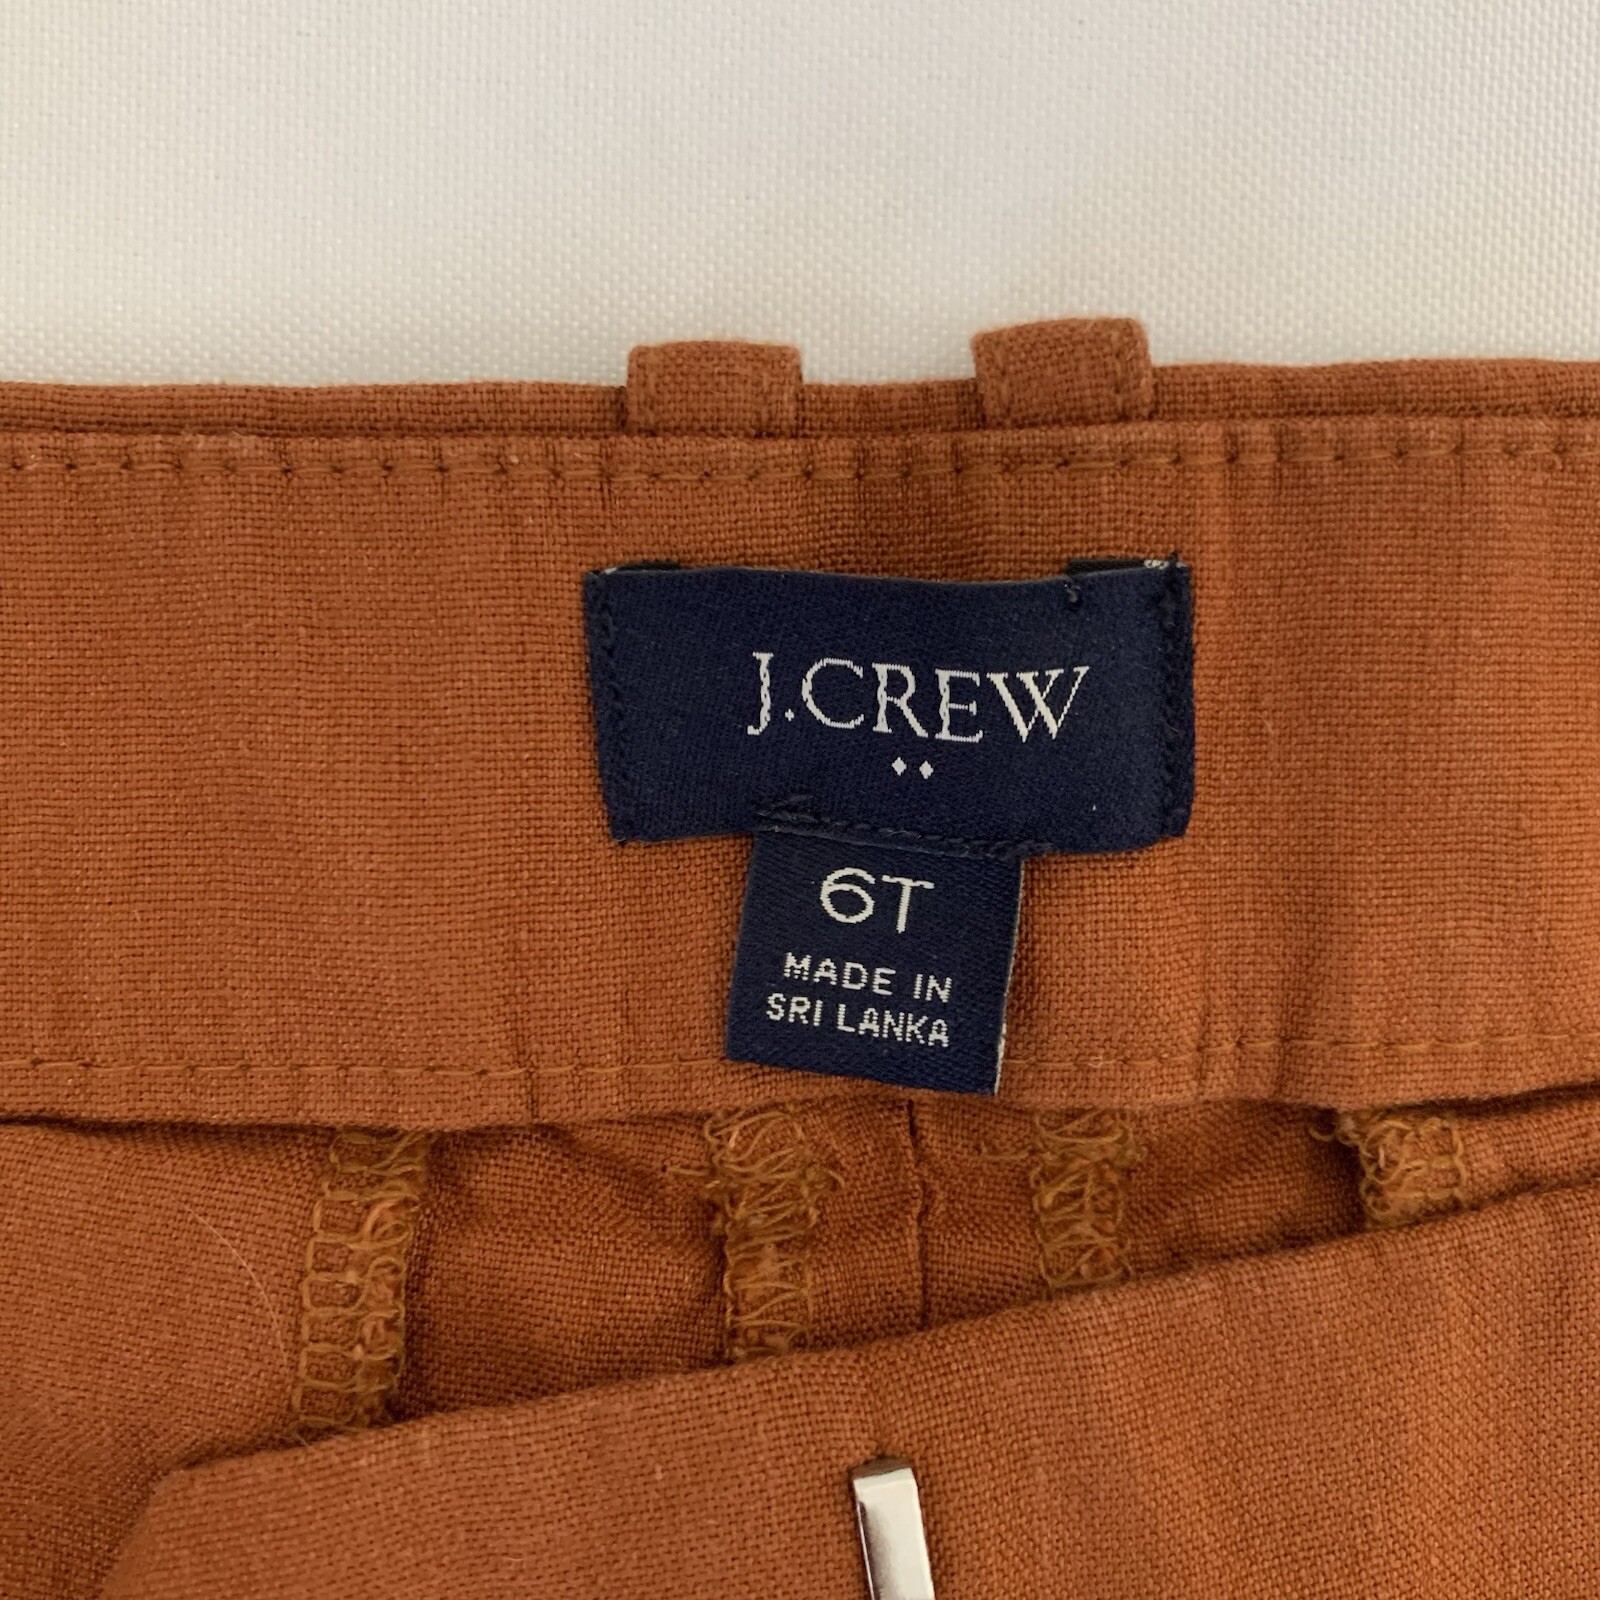 J.CREW
6T
MADE IN
SRI LANKA